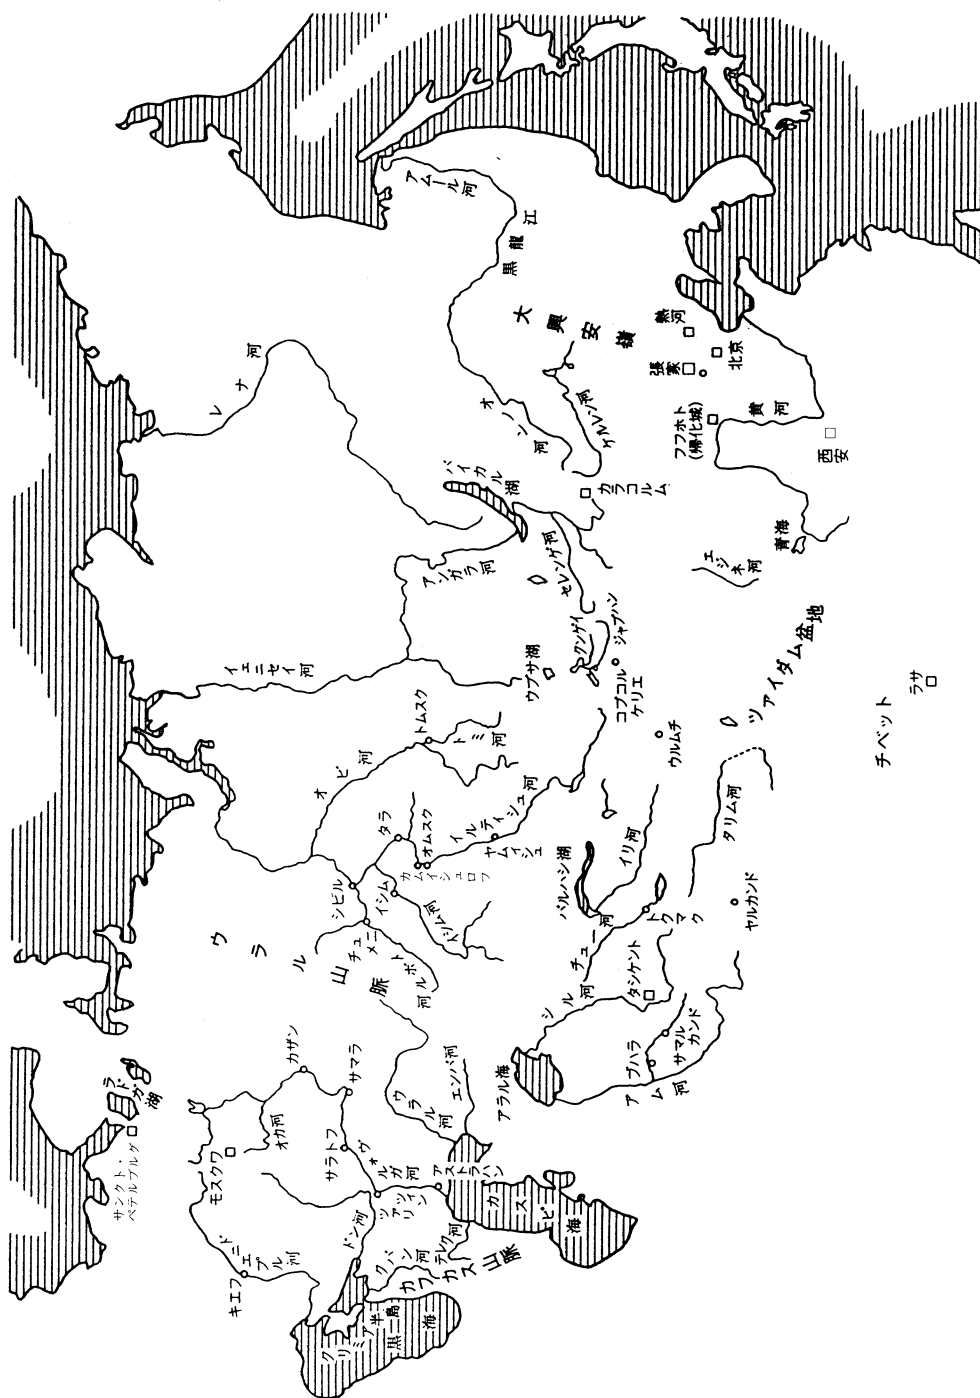 サンクト・
ペテルブルグ
ラドガ湖
モスクワ
カザン
オカ河
サマラ
サラトフ
ヴォルガ河
ツァリツィン
アストラハン
ドン河
ドニエプル河
キエフ
クバン河
テレク河
カフカス山脈
クリミア半島
黒海
カスピ海
ウラル河
エンバ河
アラル海
アム河
ブハラ
サマルカンド
シル河
タシケント
チュー河
トクマク
バルハシ湖
イリ河
ヤルカンド
タリム河
ウルムチ
ウラル山脈
シビル
チュメニ
トボル河
イシム
イシム河
タラ
オムスク
カムイシュロフ
イルティシュ河
ヤムイシュ
オビ河
トムスク
トミ河
イエニセイ河
アンガラ河
ウブサ湖
クンゲイ
ジャブハン
コブコル
ケリエ
セレンゲ河
バイカル湖
レナ河
カラコルム
オノン河
ケルレン河
アムール河
黒龍江
大興安嶺
熱河
北京
張家
フフホト
(帰化城)
黄河
西安
青海
エジネ河
ツァイダム盆地
チベット
ラサ